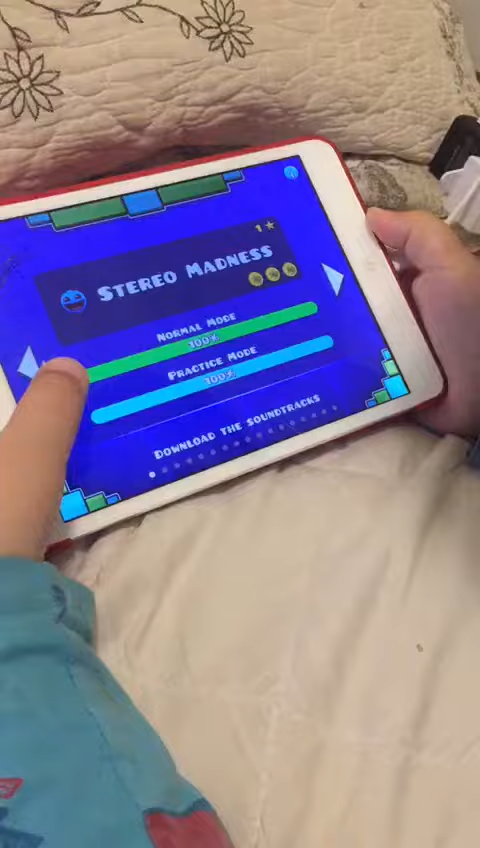 1
Stereo Madness
Normal Mode
100%
Practice Mode
100%
Download the soundtracks